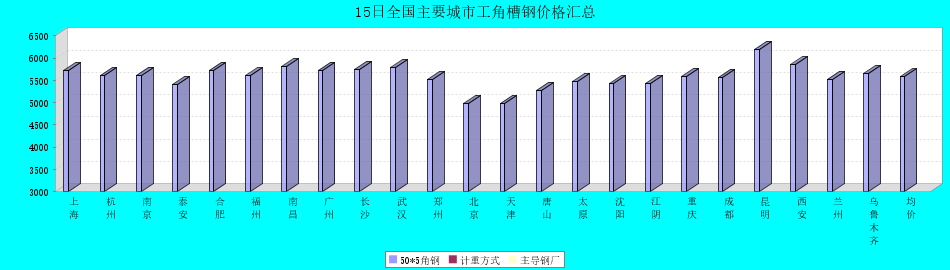 15日全国主要城市工角槽钢价格汇总
6500
6000
5500
5000
4500
4000
3500
3000
上海 杭州 南京 泰安 合肥 福州 南昌 广州 长沙 武汉 郑州 北京 天津 唐山 太原 沈阳 江阴 重庆 成都 昆明 西安 兰州 乌鲁木齐 均价
50*5角钢 计重方式 主导钢厂